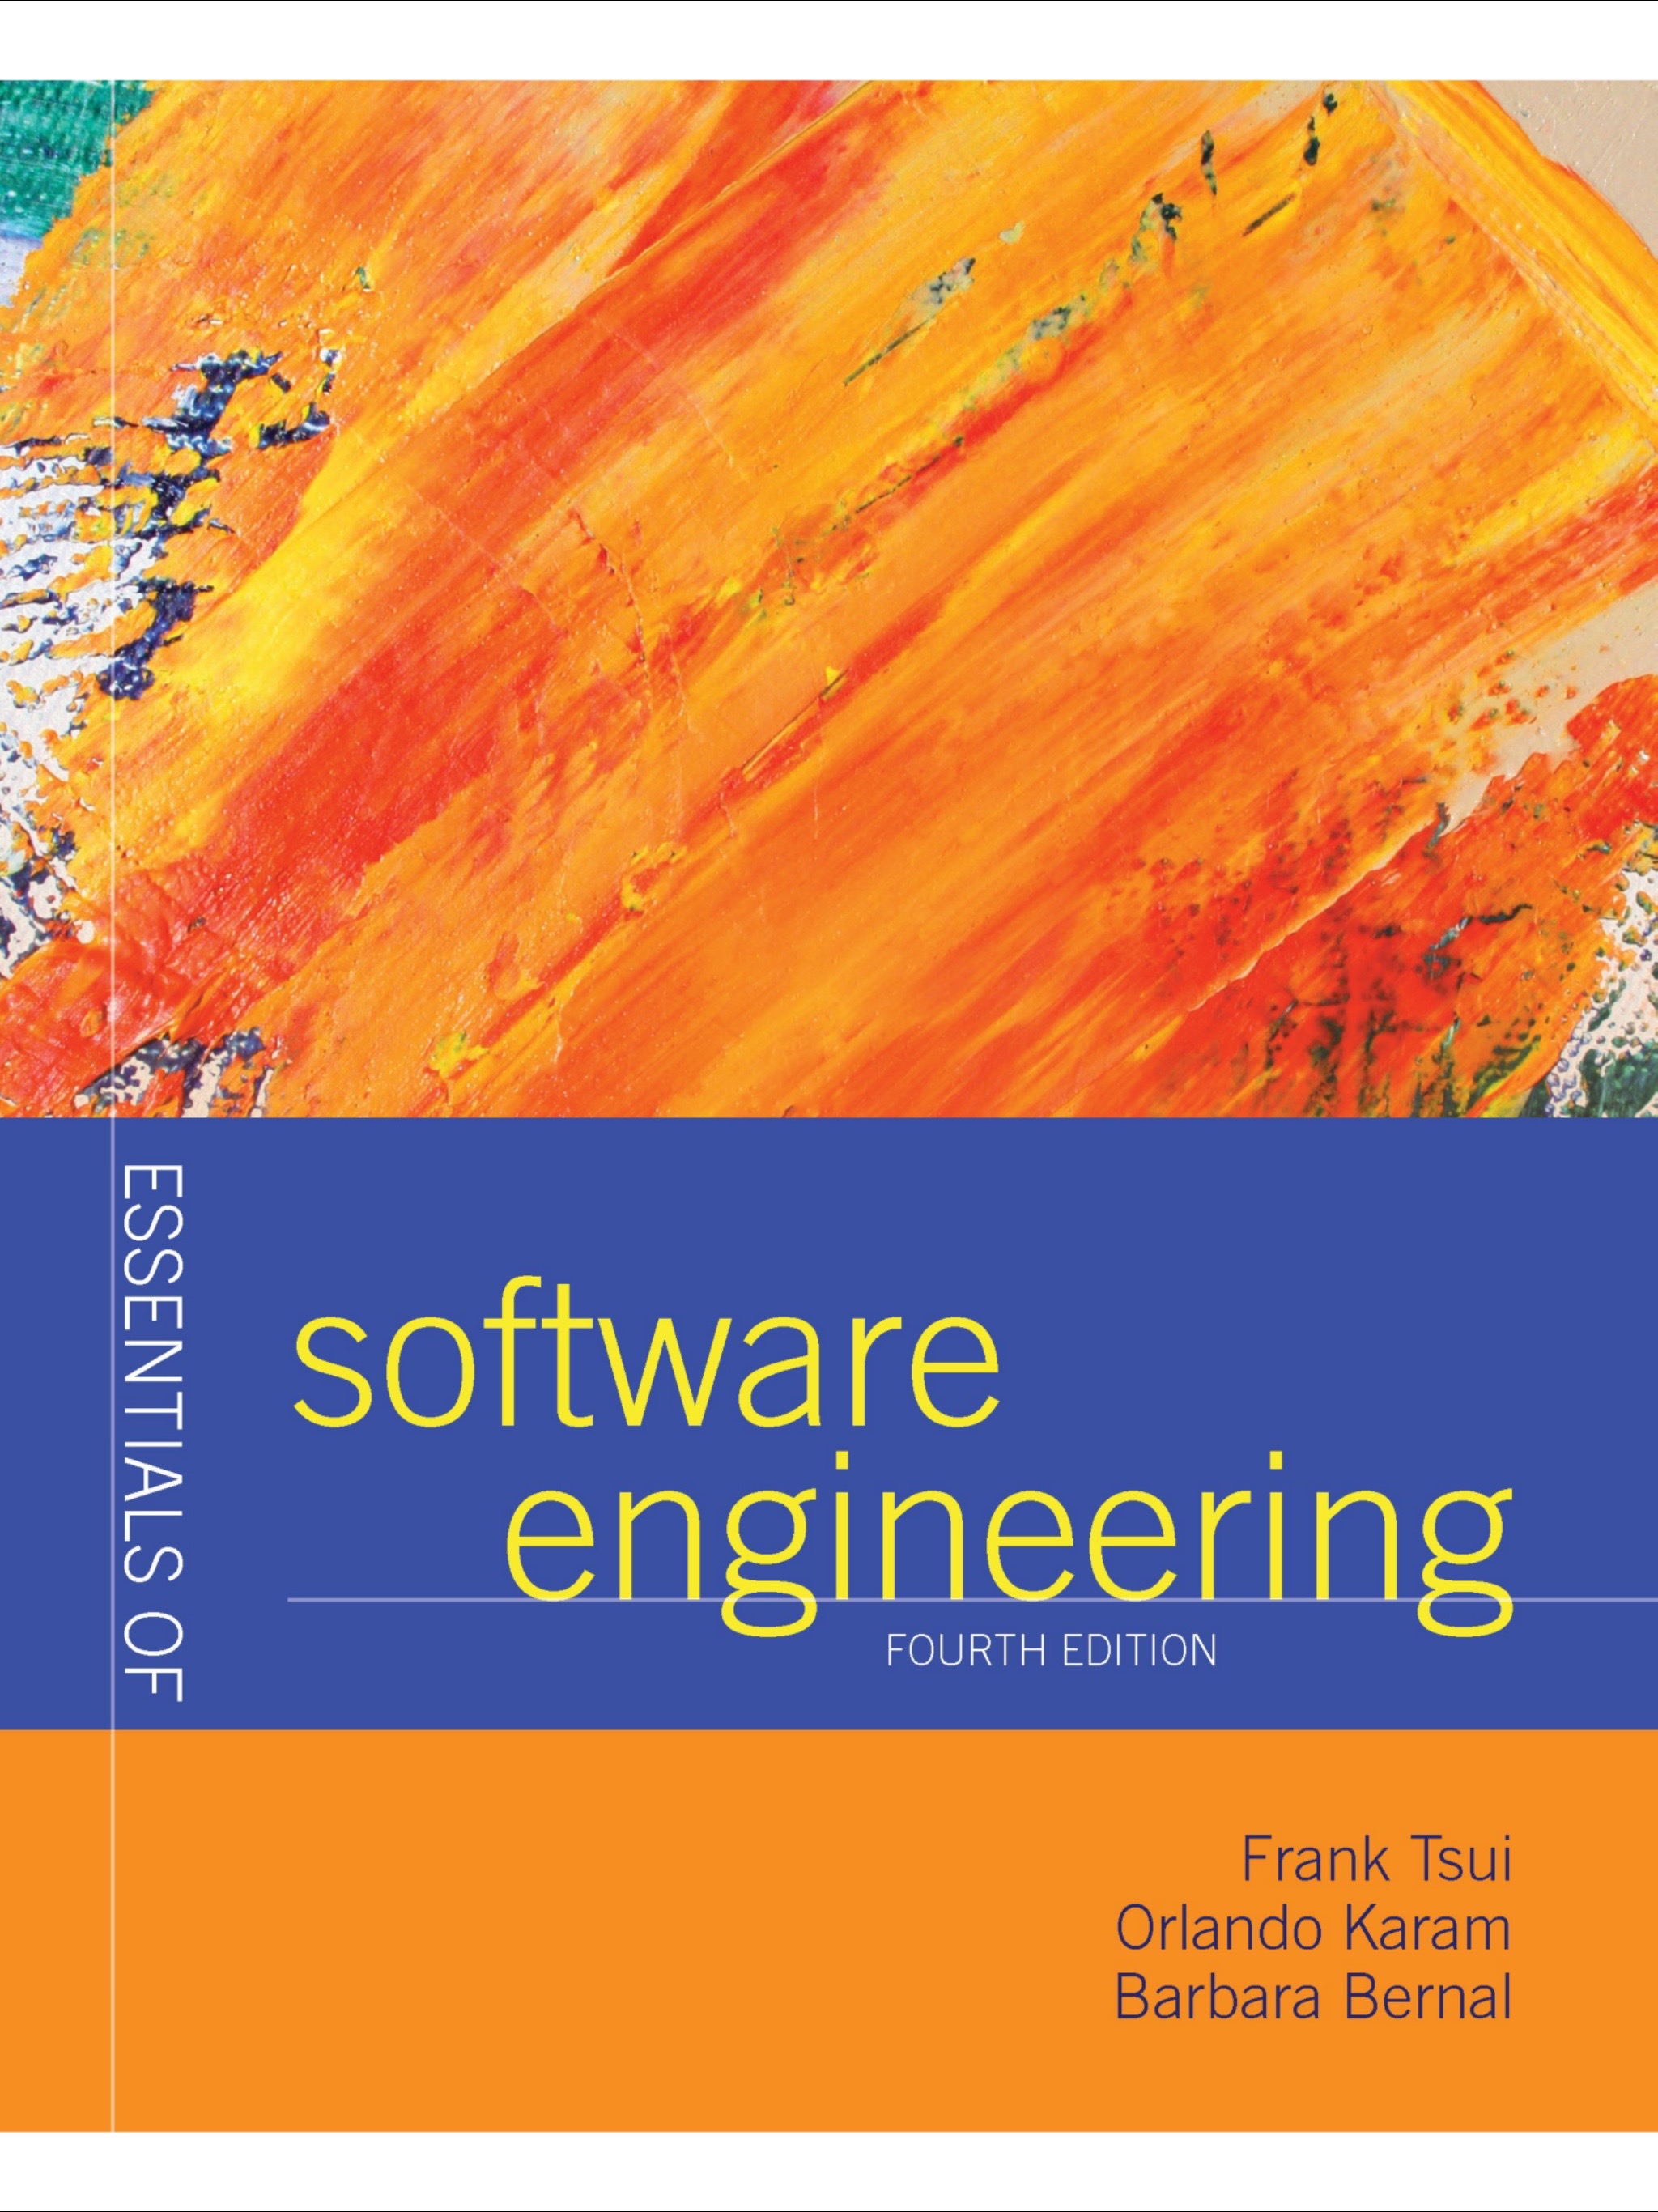 ESSENTIALS OF
software
engineering
FOURTH EDITION
Frank Tsui
Orlando Karam
Barbara Bernal